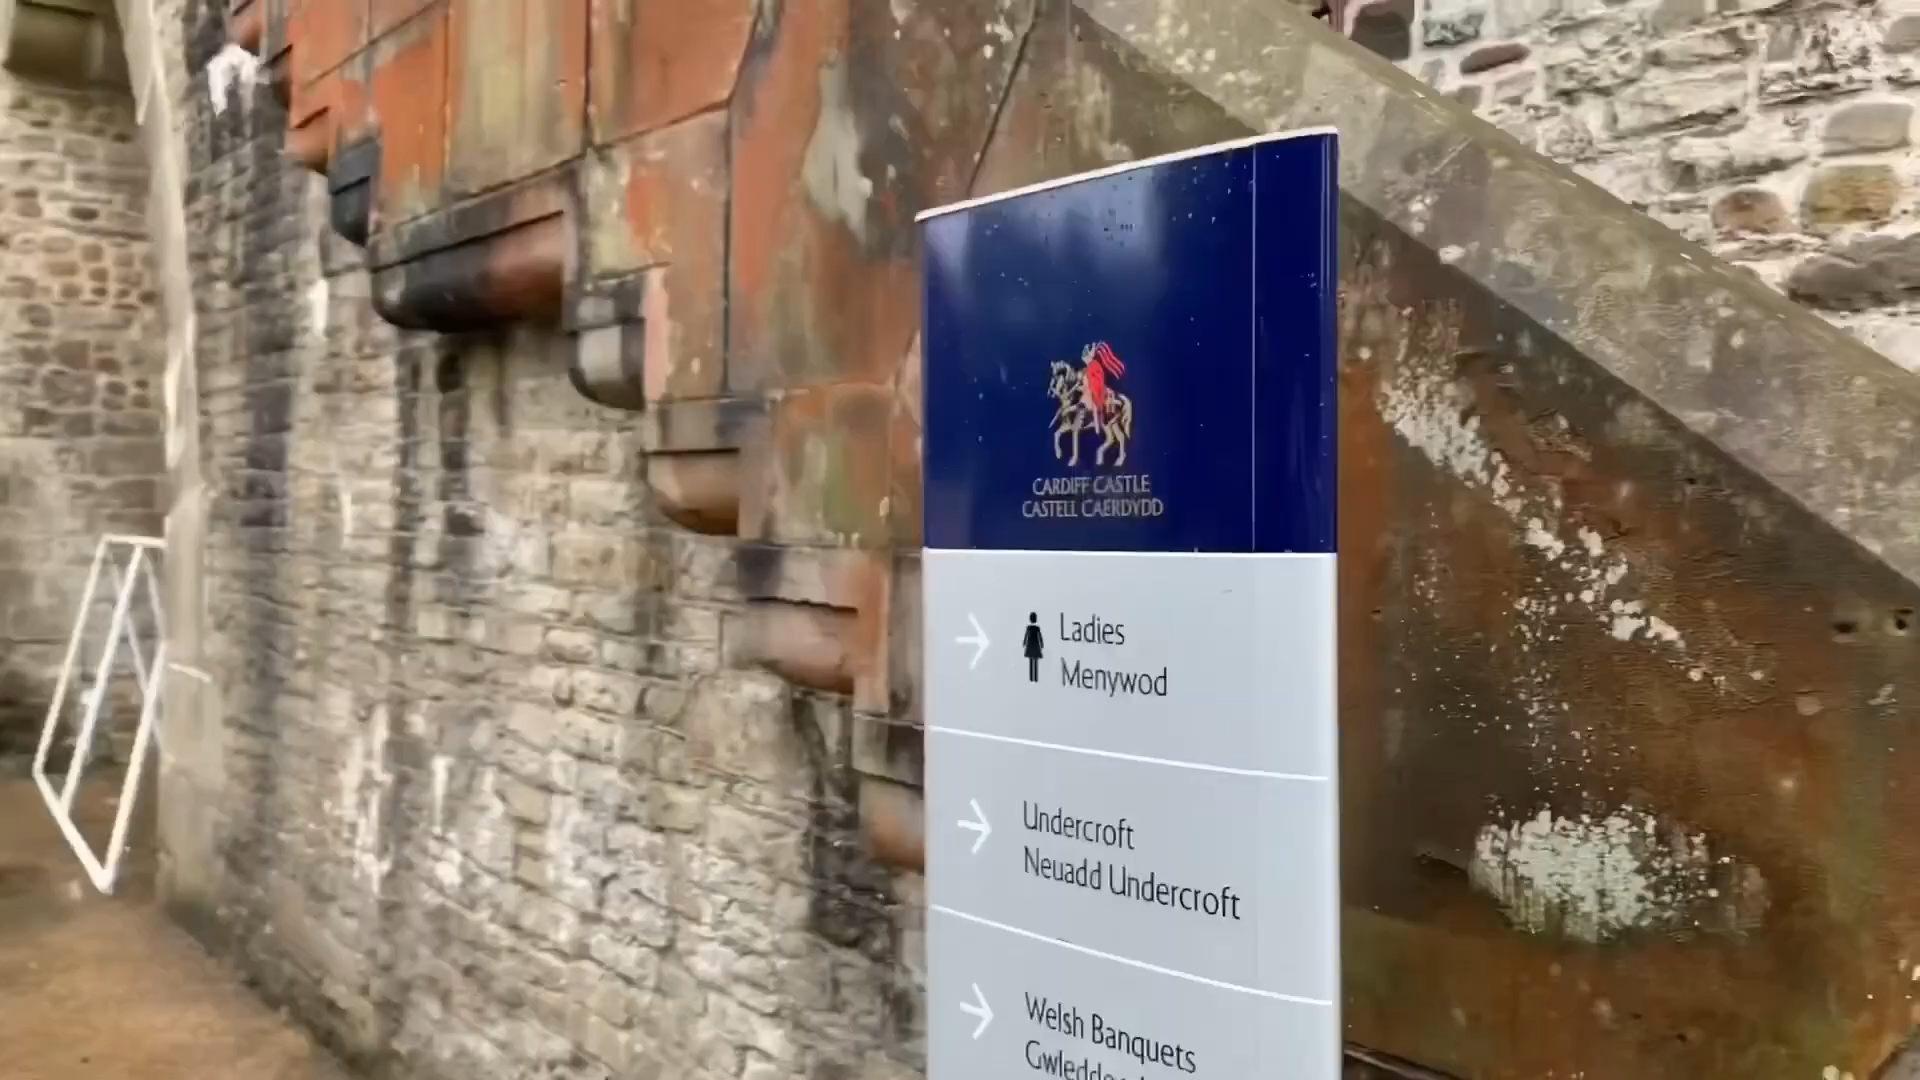 CARDIFF CASTLE
CASTELL CAERDYDD
Ladies
Menywod
Undercroft
Neuadd Undercroft
Welsh Banquets